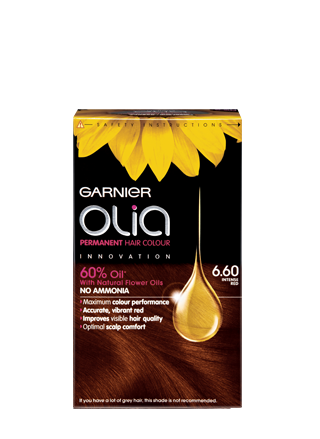 SAFETY INSTRUCTIONS
GARNIER
Olia
PERMANENT HAIR COLOUR
INNOVATION
60% Oil*
With Natural Flower Oils
NO AMMONIA
6.60
INTENSE
RED
▸Maximum colour performance
▸Accurate, vibrant red
▸Improves visible hair quality
▸Optimal scalp comfort
If you have a lot of grey hair, this shade is not recommended.